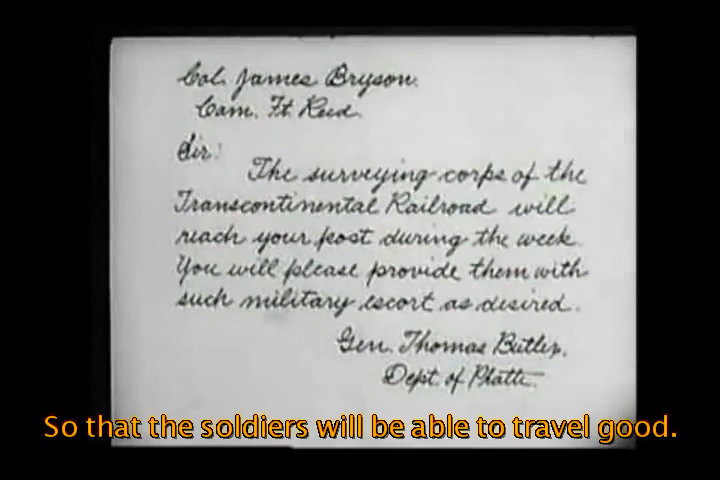 Col. James Bryson.
Com. Ft. Reed.
Sir:
The surveying corps of the
Transcontinental Railroad will
reach your post during the week.
You will please provide them with
such military escort as desired.
Gen. Thomas Butler,
Dept. of Platte.
So that the soldiers will be able to travel good.